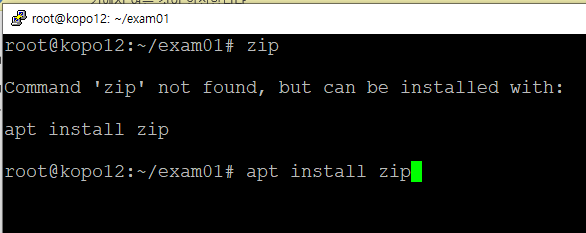 root@kopo12: ~/exam01
root@kopo12:~/exam01# zip
Command 'zip' not found, but can be installed with:
apt install zip
root@kopo12:~/exam01# apt install zip